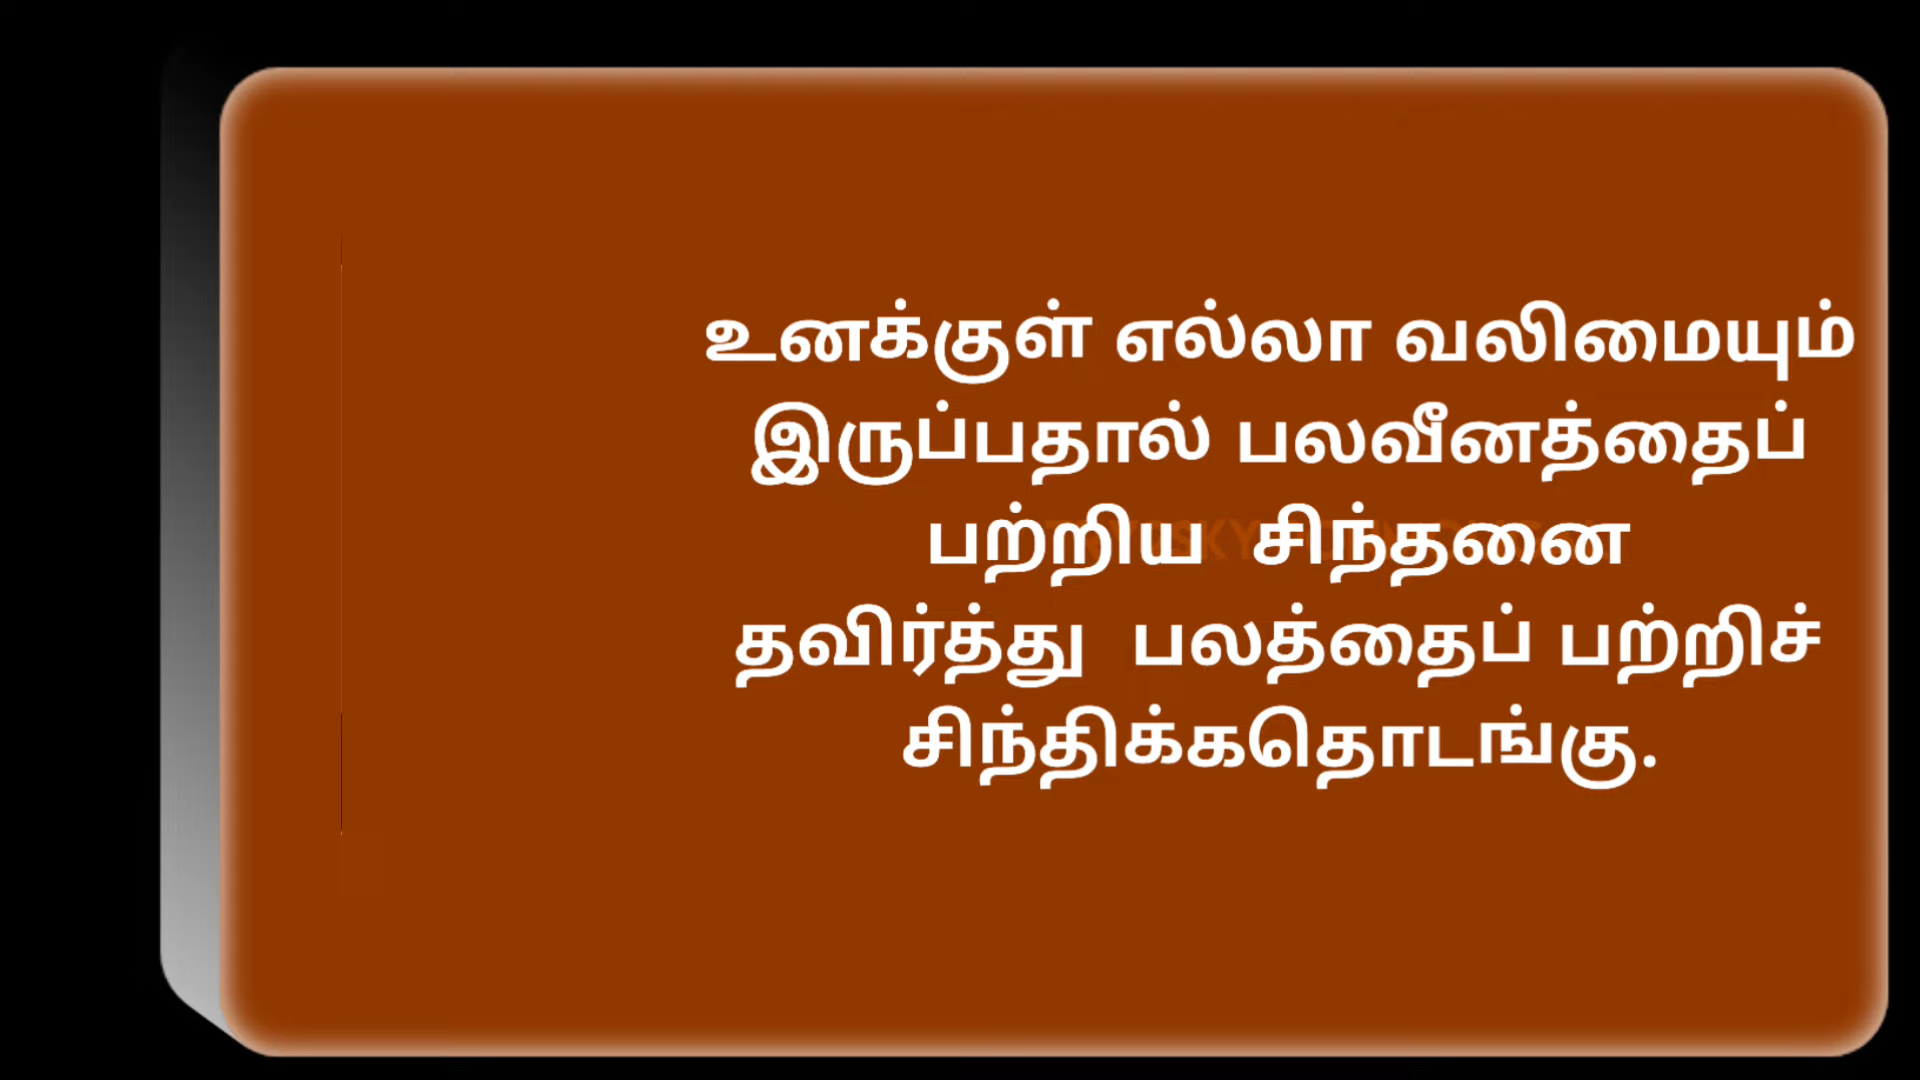 உனக்குள் எல்லா வலிமையும்
இருப்பதால் பலவீனத்தைப்
பற்றிய சிந்தனை
தவிர்த்து பலத்தைப் பற்றிச்
சிந்திக்கதொடங்கு.